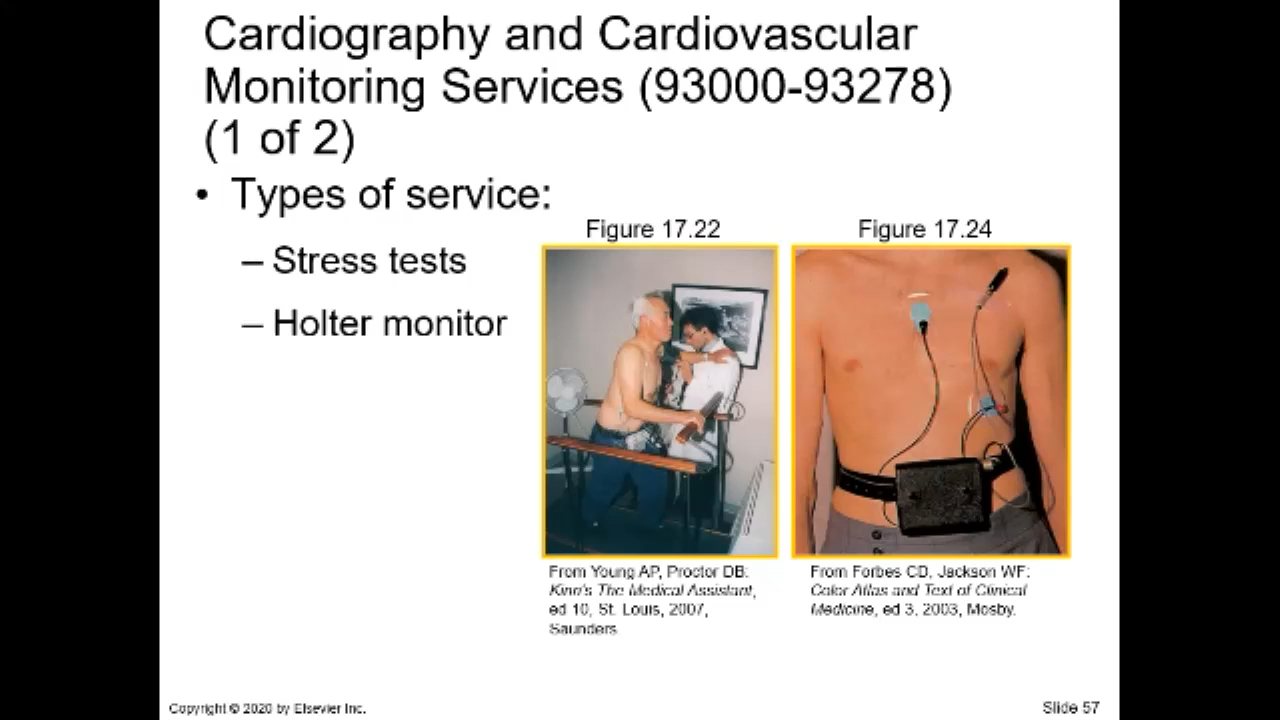 Cardiography and Cardiovascular
Monitoring Services (93000-93278)
(1 of 2)
• Types of service:
– Stress tests
– Holter monitor
Figure 17.22
Figure 17.24
From Young AP, Proctor DB:
Kinn's The Medical Assistant,
ed 10, St. Louis, 2007,
Saunders
From Forbes CD, Jackson WF:
Color Atlas and Text of Clinical
Medicine, ed 3, 2003, Mosby.
Copyright © 2020 by Elsevier Inc.
Slide 57